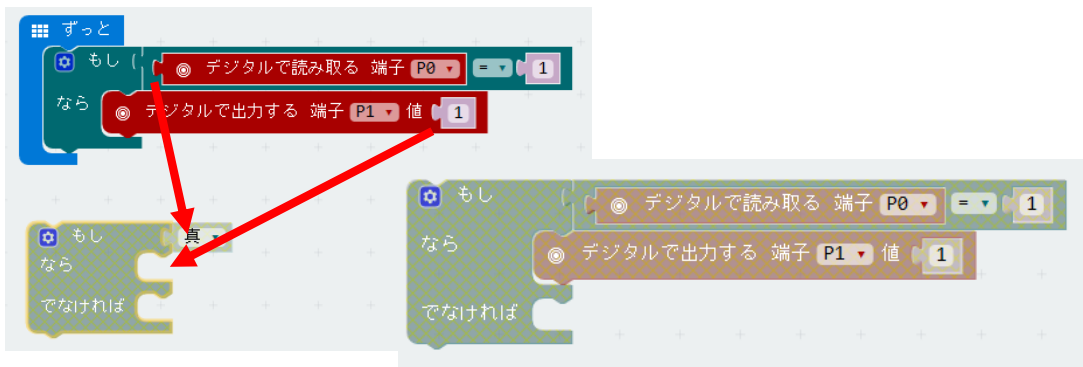 ずっと
もし デジタルで読み取る 端子 P0 = 1
なら デジタルで出力する 端子 P1 値 1
もし 真
なら
でなければ
もし デジタルで読み取る 端子 P0 = 1
なら デジタルで出力する 端子 P1 値 1
でなければ